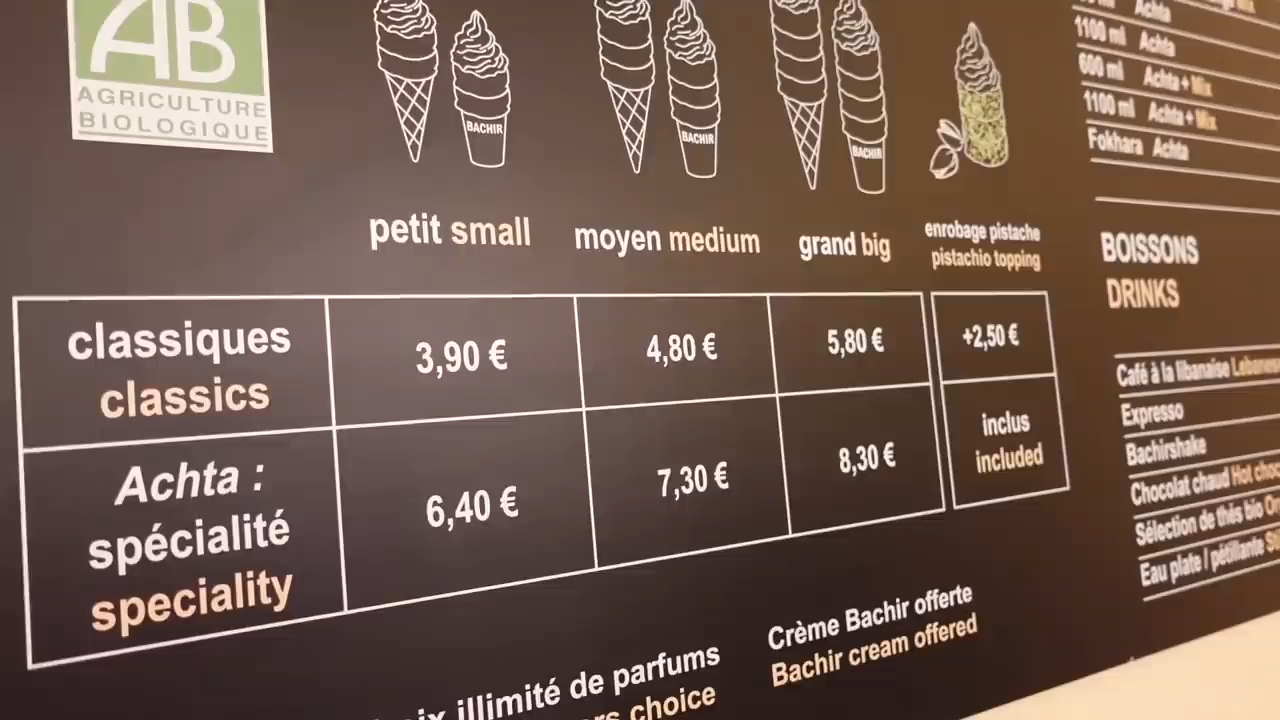 AB
AGRICULTURE
BIOLOGIQUE
BACHIR
BACHIR
BACHIR
petit small
moyen medium
grand big
enrobage pistache
pistachio topping
classiques
classics
3,90 €
4,80 €
5,80 €
+2,50 €
Achta :
spécialité
speciality
6,40 €
7,30 €
8,30 €
inclus
included
illimité de parfums
choice
Crème Bachir offerte
Bachir cream offered
Achta
1100 ml Achta
600 ml Achta + Mix
1100 ml Achta + Mix
Fokhara Achta
BOISSONS
DRINKS
Café à la libanaise
Expresso
Bachirshake
Chocolat chaud Hot
Sélection de thés bio
Eau plate / pétillante